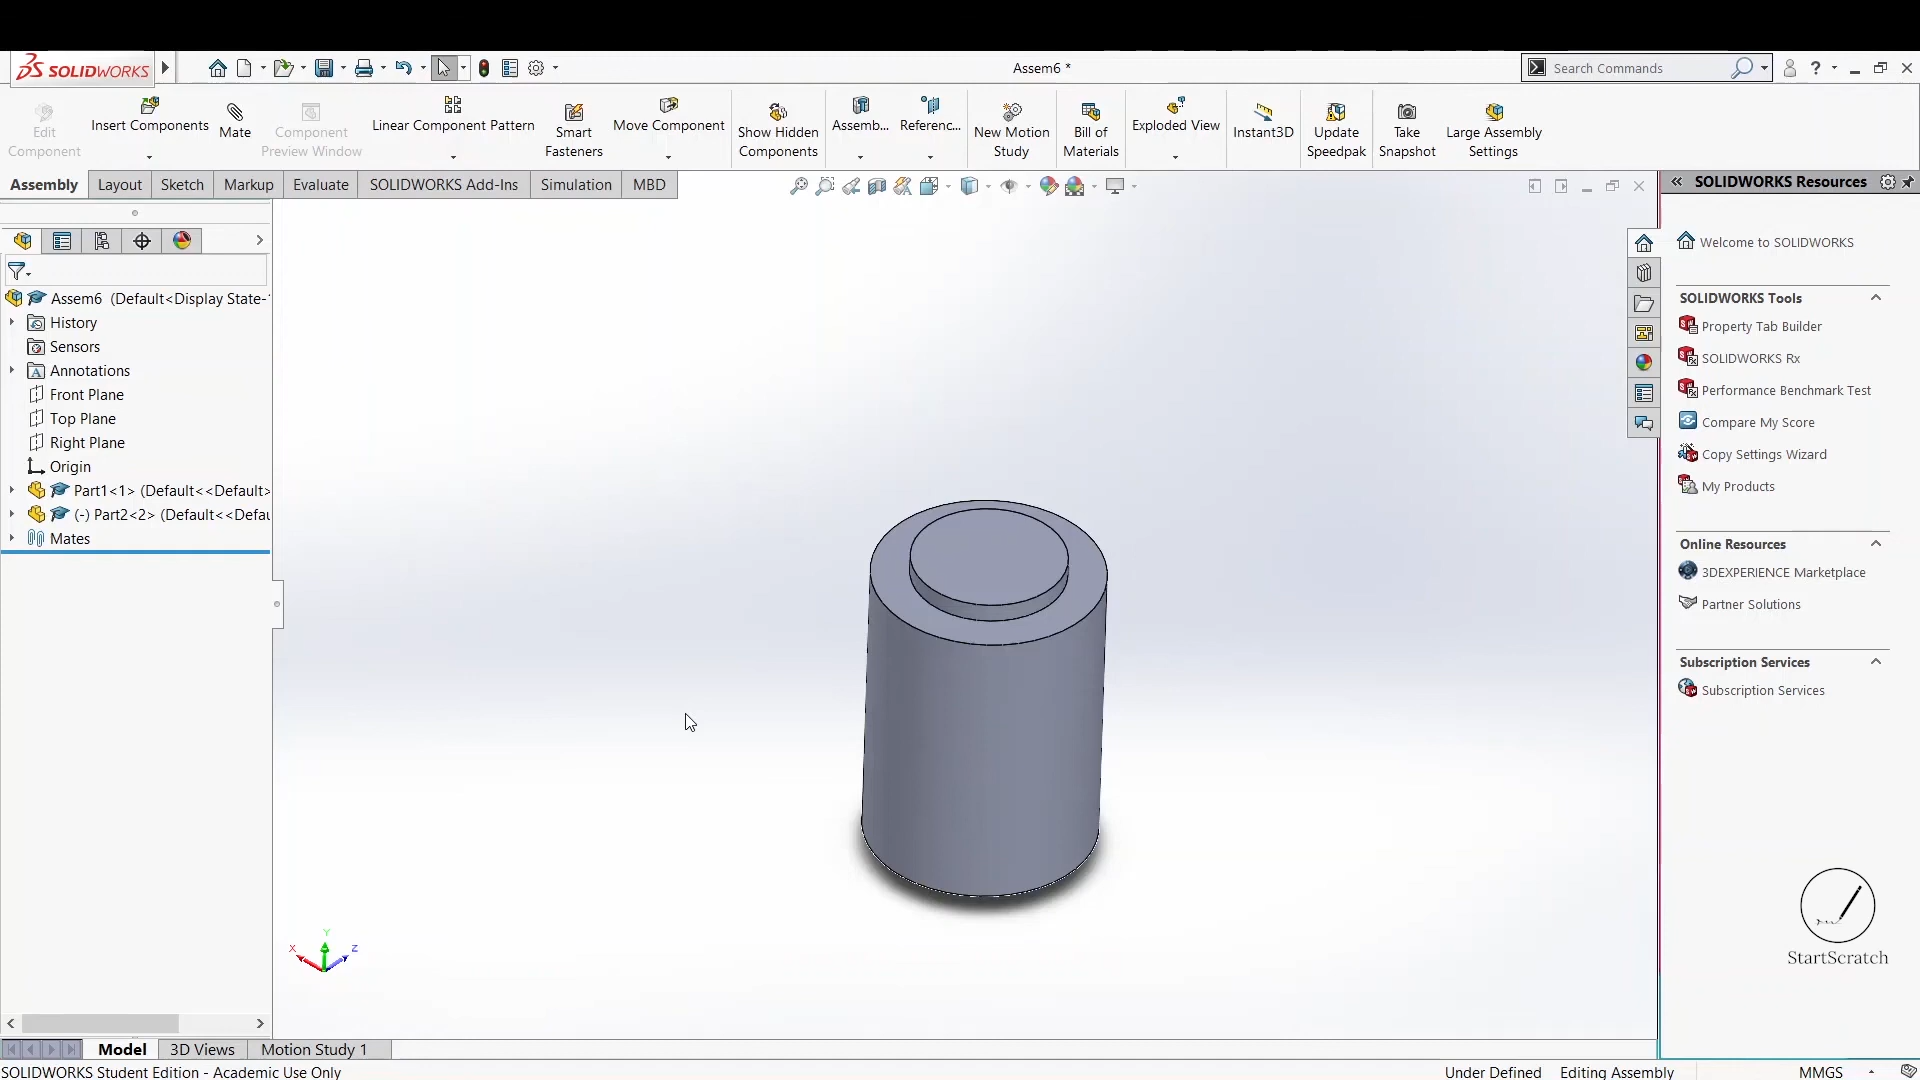 SOLIDWORKS
Assem6 *
Search Commands
Edit Component
Insert Components
Mate
Component Preview Window
Linear Component Pattern
Smart Fasteners
Move Component
Show Hidden Components
Assemb...
Referenc...
New Motion Study
Bill of Materials
Exploded View
Instant3D
Update Speedpak
Take Snapshot
Large Assembly Settings
Assembly
Layout
Sketch
Markup
Evaluate
SOLIDWORKS Add-Ins
Simulation
MBD
Assem6 (Default<Display State-
History
Sensors
Annotations
Front Plane
Top Plane
Right Plane
Origin
Part1<1> (Default<<Default>
(-) Part2<2> (Default<<Defau
Mates
X
Y
Z
SOLIDWORKS Resources
Welcome to SOLIDWORKS
SOLIDWORKS Tools
Property Tab Builder
SOLIDWORKS Rx
Performance Benchmark Test
Compare My Score
Copy Settings Wizard
My Products
Online Resources
3DEXPERIENCE Marketplace
Partner Solutions
Subscription Services
Subscription Services
StartScratch
Model
3D Views
Motion Study 1
SOLIDWORKS Student Edition - Academic Use Only
Under Defined
Editing Assembly
MMGS